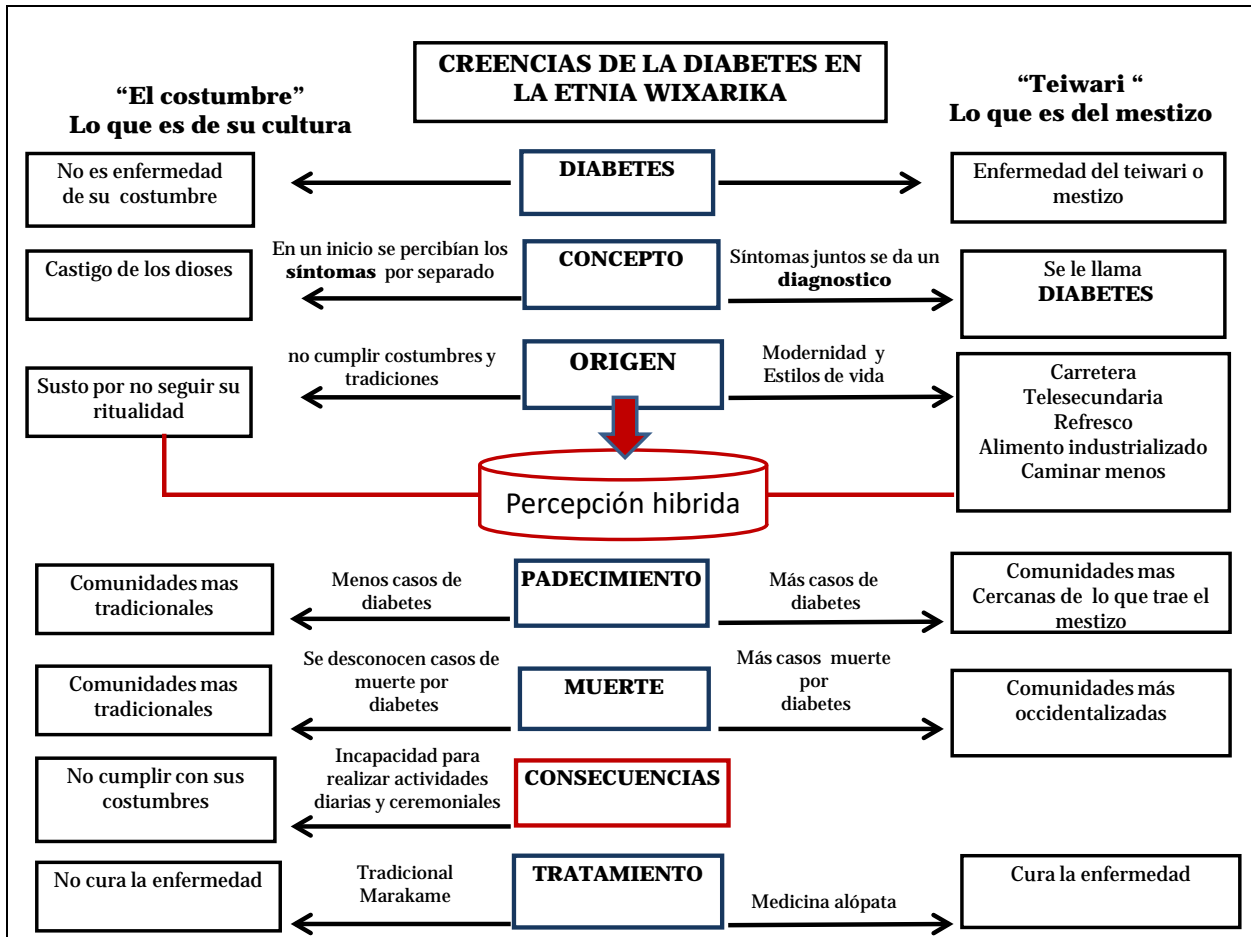 CREENCIAS DE LA DIABETES EN
LA ETNIA WIXARIKA
“El costumbre”
Lo que es de su cultura
“Teiwari “
Lo que es del mestizo
No es enfermedad
de su costumbre
DIABETES
Enfermedad del teiwari o
mestizo
Castigo de los dioses
En un inicio se percibían los
síntomas por separado
CONCEPTO
Síntomas juntos se da un
diagnostico
Se le llama
DIABETES
Susto por no seguir su
ritualidad
no cumplir costumbres y
tradiciones
ORIGEN
Modernidad y
Estilos de vida
Carretera
Telesecundaria
Refresco
Alimento industrializado
Caminar menos
Percepción hibrida
Comunidades mas
tradicionales
Menos casos de
diabetes
PADECIMIENTO
Más casos de
diabetes
Comunidades mas
Cercanas de lo que trae el
mestizo
Comunidades mas
tradicionales
Se desconocen casos de
muerte por
diabetes
MUERTE
Más casos muerte
por
diabetes
Comunidades más
occidentalizadas
No cumplir con sus
costumbres
Incapacidad para
realizar actividades
diarias y ceremoniales
CONSECUENCIAS
No cura la enfermedad
Tradicional
Marakame
TRATAMIENTO
Medicina alópata
Cura la enfermedad